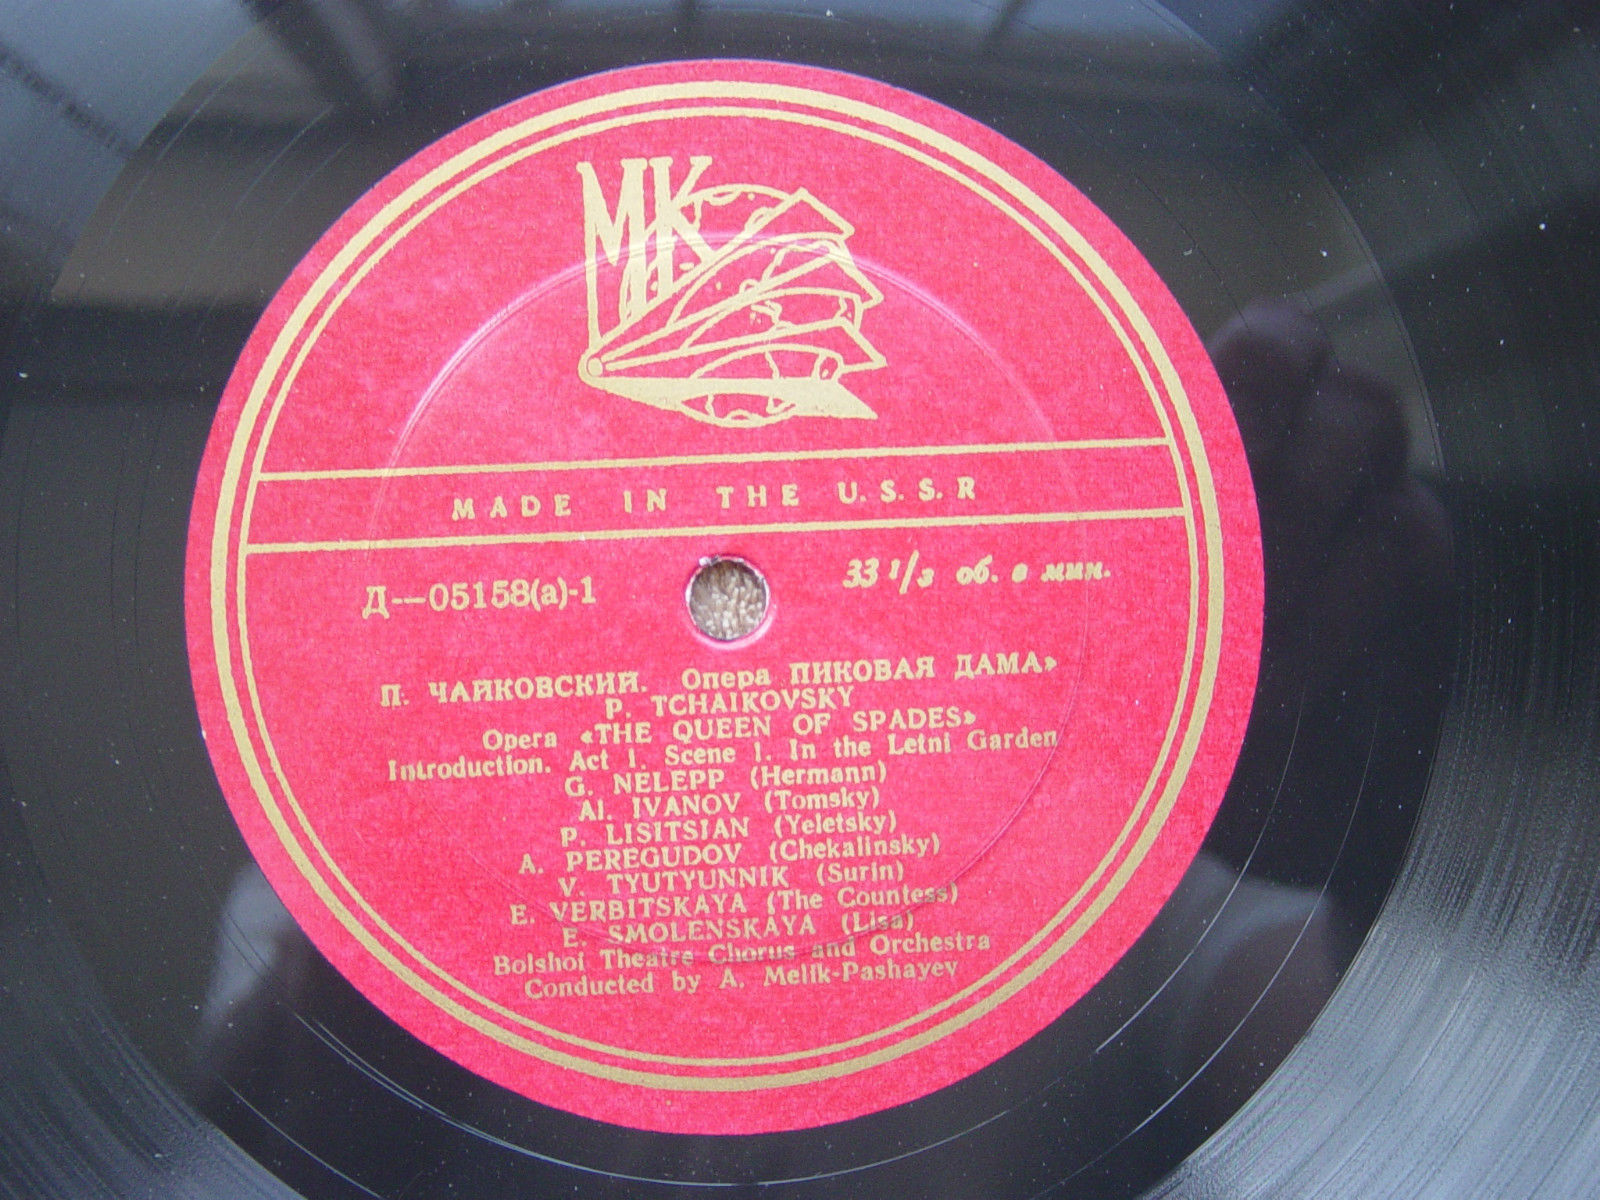 МК
MADE IN THE U.S.S.R
Д—05158(а)-1
33 1/3 об. в мин.
П. ЧАЙКОВСКИЙ. Опера ПИКОВАЯ ДАМА»
P. TCHAIKOVSKY
Opera «THE QUEEN OF SPADES»
Introduction. Act I. Scene I. In the Letni Garden
G. NELEPP (Hermann)
Al. IVANOV (Tomsky)
P. LISITSIAN (Yeletsky)
A. PEREGUDOV (Chekalinsky)
V. TYUTYUNNIK (Surin)
E. VERBITSKAYA (The Countess)
E. SMOLENSKAYA (Lisa)
Bolshoi Theatre Chorus and Orchestra
Conducted by A. Melik-Pashayev